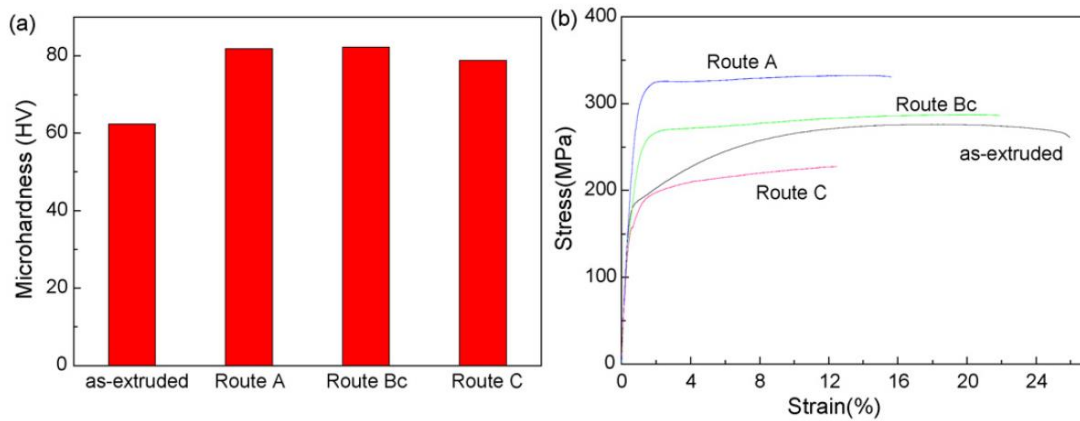 (a)
Microhardness (HV)
80
60
40
20
0
as-extruded Route A Route Bc Route C
(b)
Stress(MPa)
400
300
200
100
0
Route A
Route Bc
as-extruded
Route C
0 4 8 12 16 20 24
Strain(%)